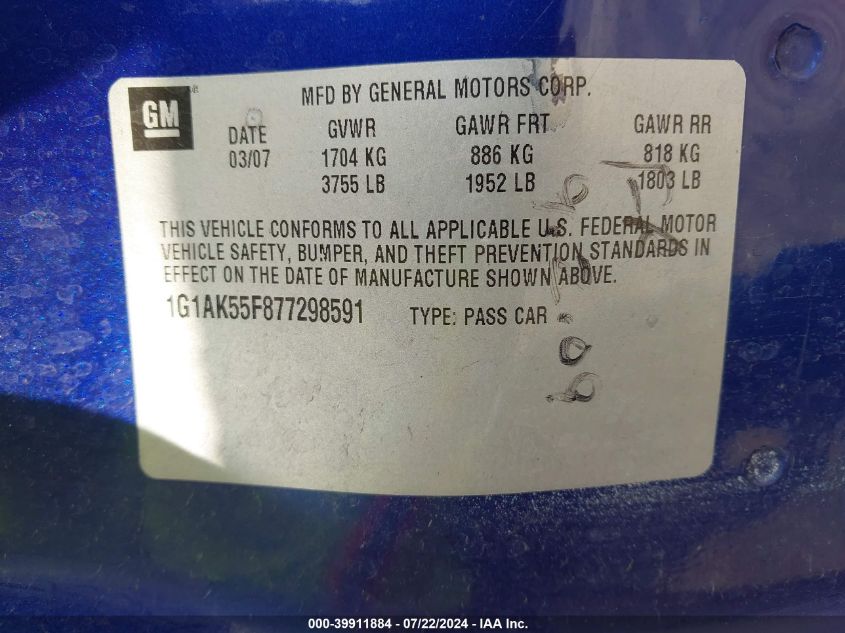 GM
MFD BY GENERAL MOTORS CORP.
DATE GVWR GAWR FRT GAWR RR
03/07 1704 KG 886 KG 818 KG
3755 LB 1952 LB 1803 LB
THIS VEHICLE CONFORMS TO ALL APPLICABLE U.S. FEDERAL MOTOR
VEHICLE SAFETY, BUMPER, AND THEFT PREVENTION STANDARDS IN
EFFECT ON THE DATE OF MANUFACTURE SHOWN ABOVE.
1G1AK55F877298591 TYPE: PASS CAR
000-39911884 / 07/22/2024 - IAA Inc.